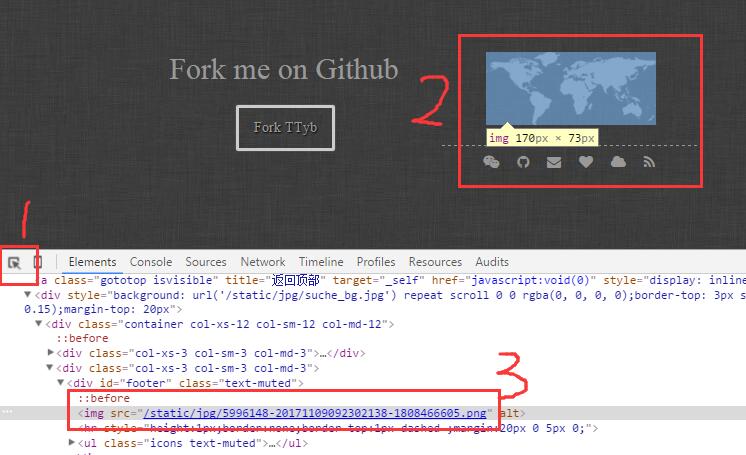 Fork me on Github
2
Fork TTyb
img 170px × 73px
1
Elements Console Sources Network Timeline Profiles Resources Audits
a class="gototop isvisible" title="返回顶部" target="_self" href="javascript:void(0)" style="display: inline
▼<div style="background: url('/static/jpg/suche_bg.jpg') repeat scroll 0 0 rgba(0, 0, 0, 0);border-top: 3px s
0.15);margin-top: 20px">
▼<div class="container col-xs-12 col-sm-12 col-md-12">
::before
▶<div class="col-xs-3 col-sm-3 col-md-3">…</div>
▼<div class="col-xs-3 col-sm-3 col-md-3">
▼<div id="footer" class="text-muted">
3
::before
<img src="/static/jpg/5996148-20171109092302138-1808466605.png" alt>
<hr style="height:1px;border:none;border-top:1px dashed ;margin:20px 0 5px 0;">
▶<ul class="icons text-muted">…</ul>